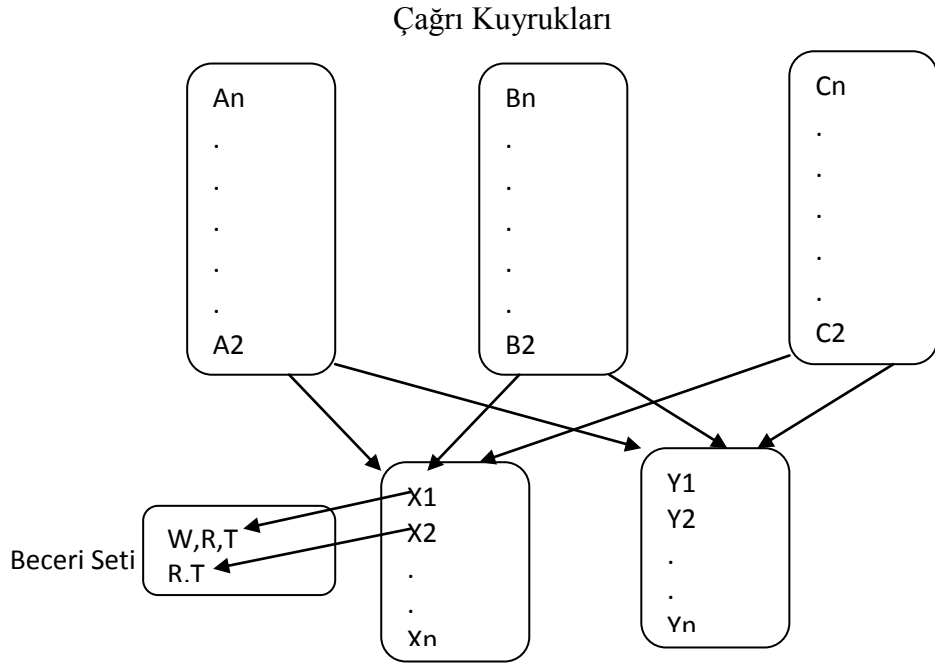 Çağrı Kuyrukları
An
.
.
.
.
.
A2
Bn
.
.
.
.
.
B2
Cn
.
.
.
.
.
C2
Beceri Seti
W,R,T
R.T
X1
X2
.
.
Xn
Y1
Y2
.
.
Yn